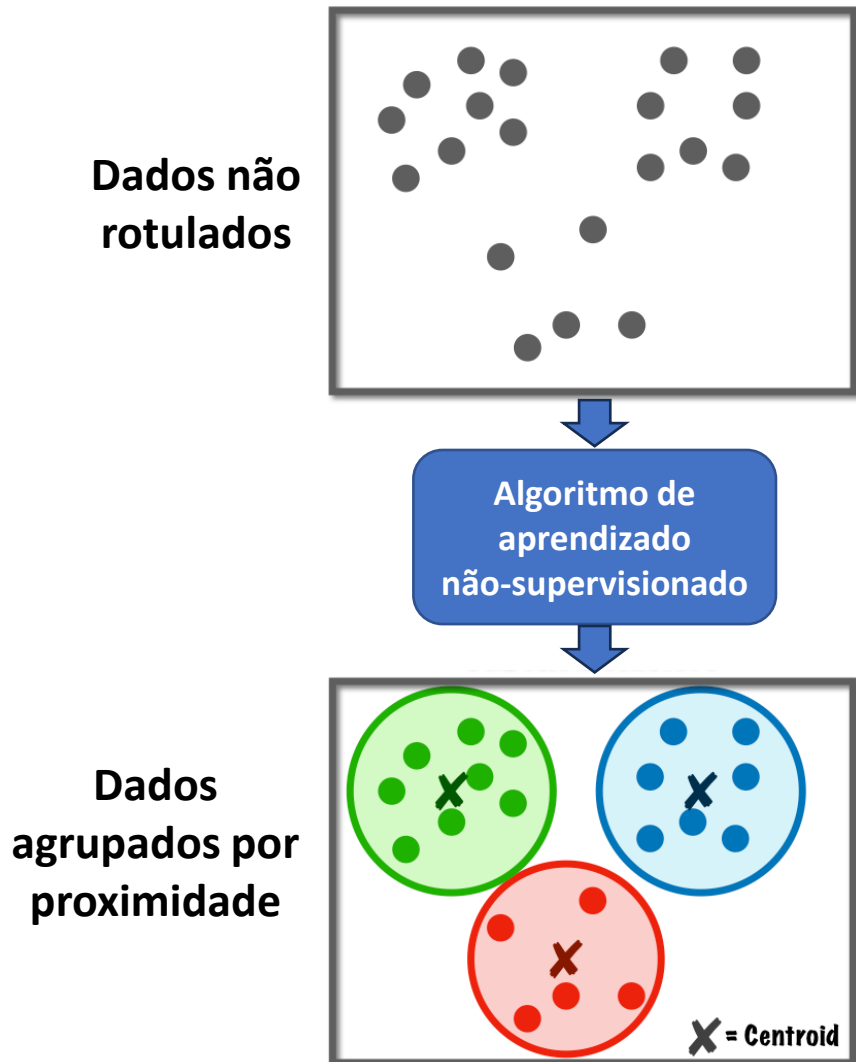 Dados não
rotulados
Algoritmo de
aprendizado
não-supervisionado
Dados
agrupados por
proximidade
= Centroid